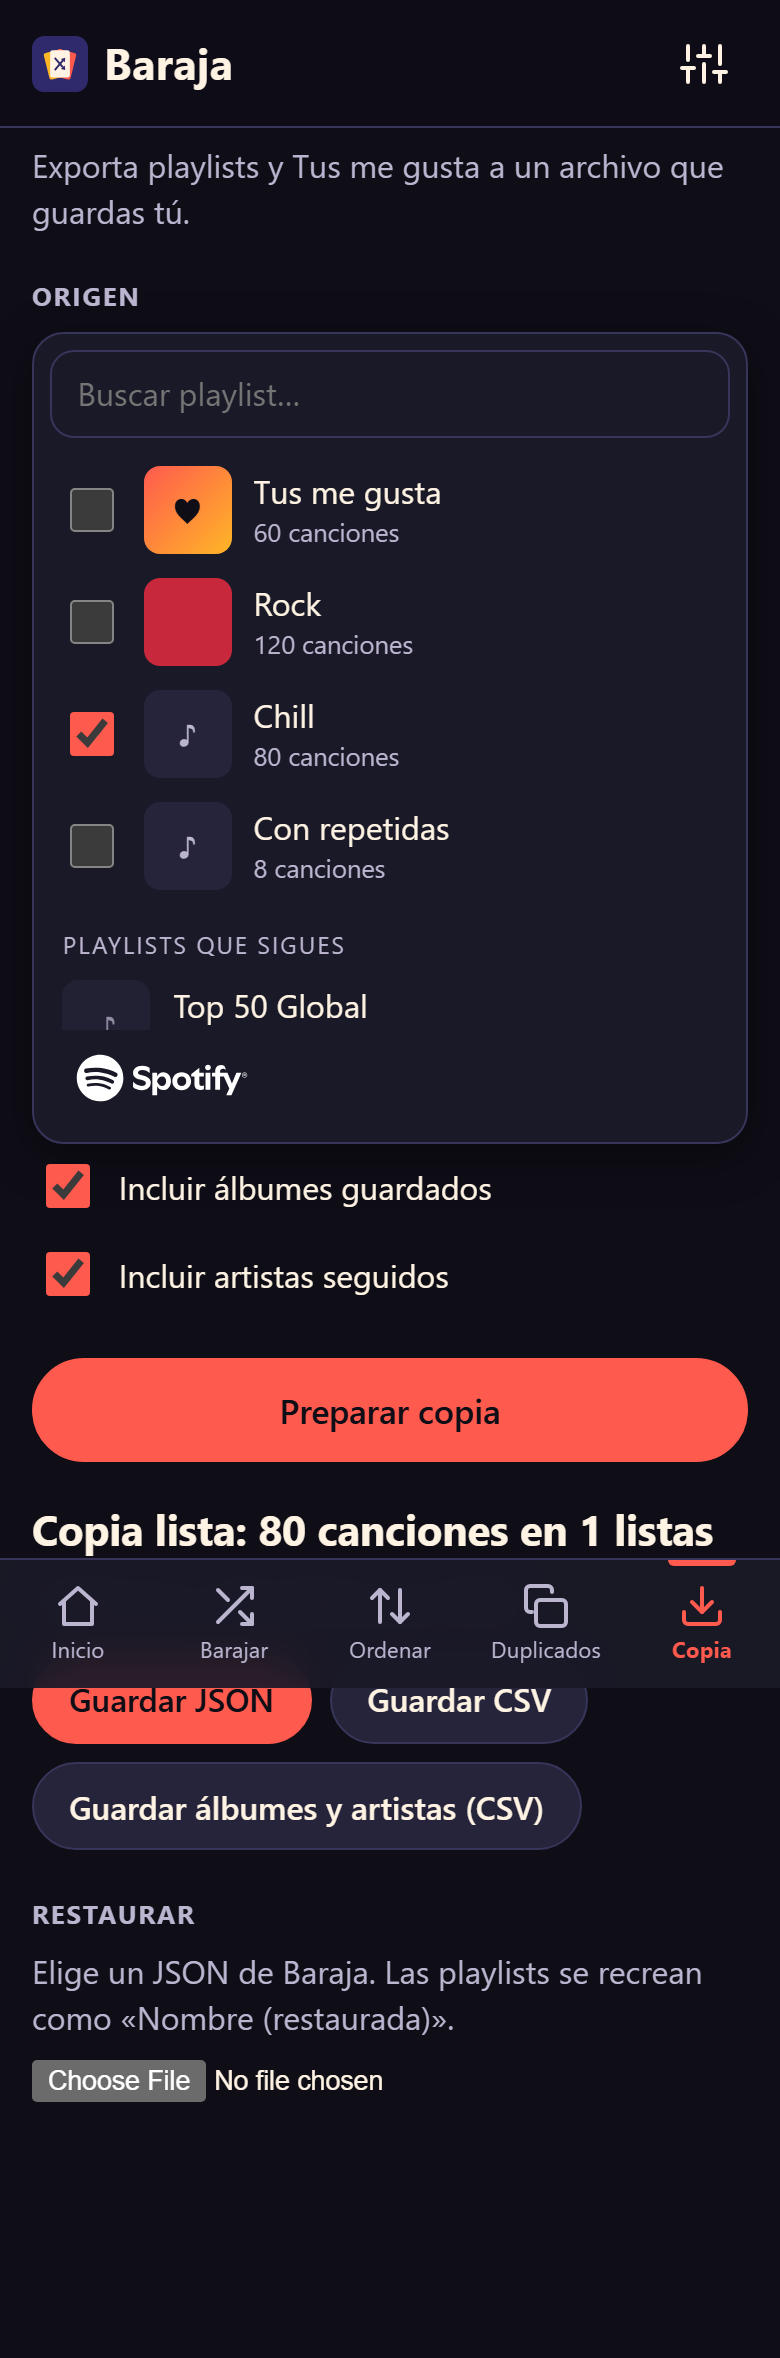 Baraja
Exporta playlists y Tus me gusta a un archivo que
guardas tú.
ORIGEN
Buscar playlist...
Tus me gusta
60 canciones
Rock
120 canciones
Chill
80 canciones
Con repetidas
8 canciones
PLAYLISTS QUE SIGUES
Top 50 Global
Spotify®
Incluir álbumes guardados
Incluir artistas seguidos
Preparar copia
Copia lista: 80 canciones en 1 listas
Inicio
Barajar
Ordenar
Duplicados
Copia
Guardar JSON
Guardar CSV
Guardar álbumes y artistas (CSV)
RESTAURAR
Elige un JSON de Baraja. Las playlists se recrean
como «Nombre (restaurada)».
Choose File No file chosen